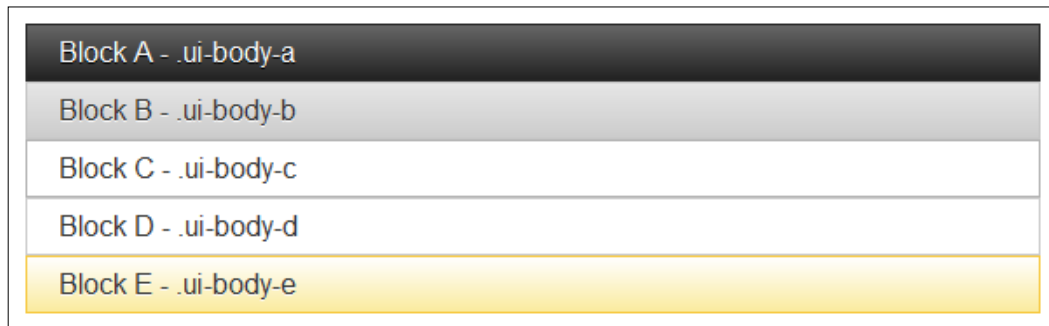 Block A - .ui-body-a
Block B - .ui-body-b
Block C - .ui-body-c
Block D - .ui-body-d
Block E - .ui-body-e